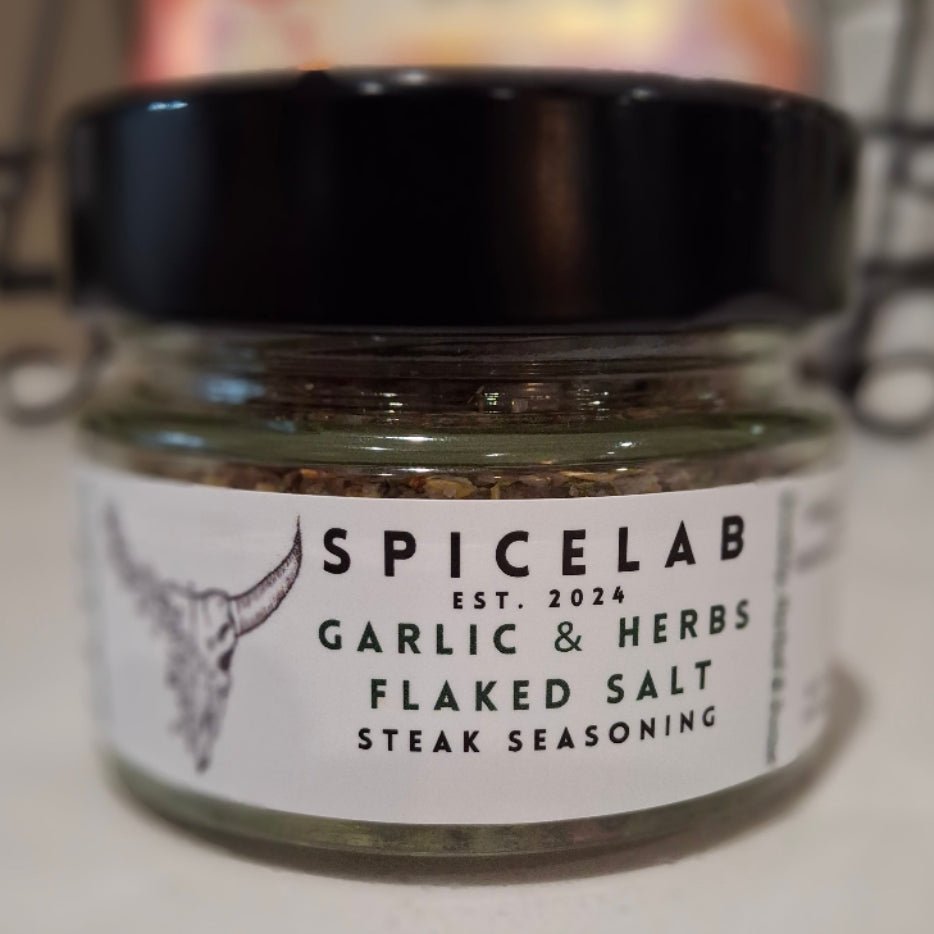 SPICELAB
EST. 2024
GARLIC & HERBS
FLAKED SALT
STEAK SEASONING